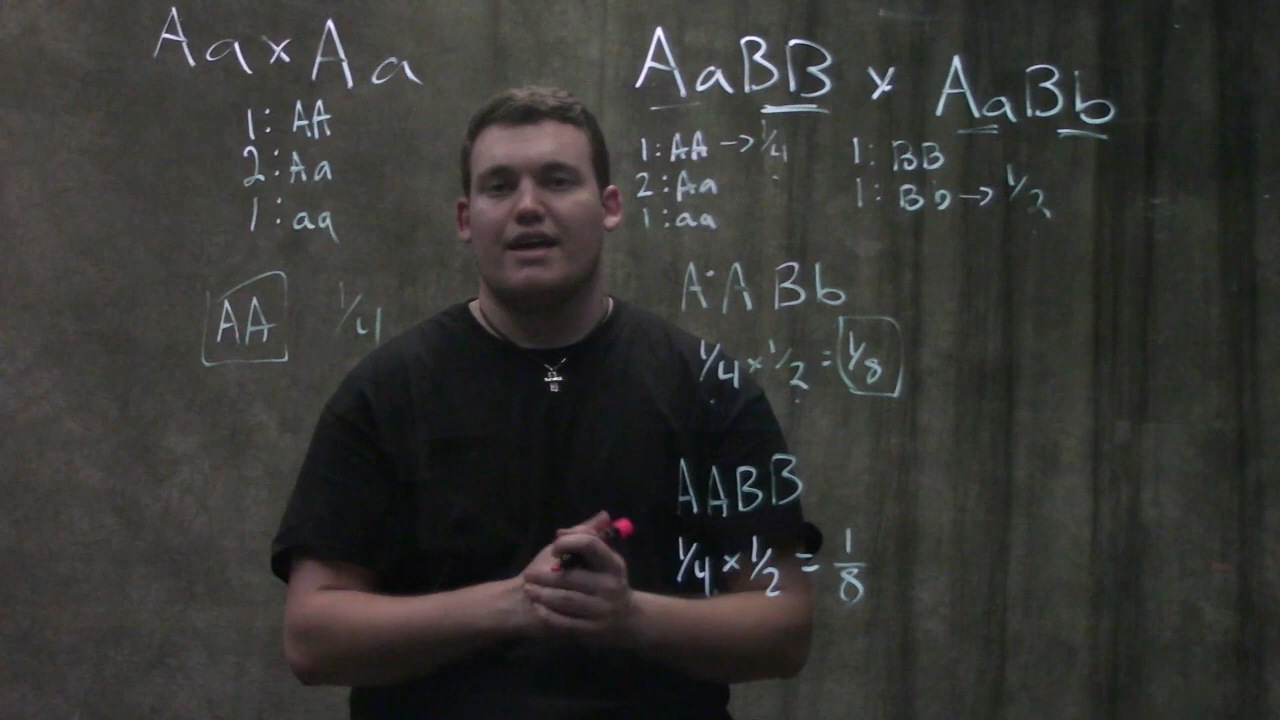 Aa x Aa
1: AA
2: Aa
1: aa
AA 1/4
AaBB x AaBb
1: AA → 1/4
2: Aa
1: aa
1: BB
1: Bb → 1/2
AABb
1/4 x 1/2 = 1/8
AABB
1/4 x 1/2 = 1/8